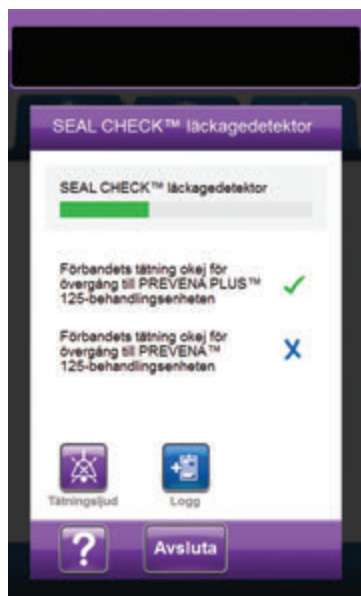 SEAL CHECK™ läckagedetektor
SEAL CHECK™ läckagedetektor
Förbandets tätning okej för
övergång till PREVENA PLUS™
125-behandlingsenheten
Förbandets tätning okej för
övergång till PREVENA™
125-behandlingsenheten
Tätningsljud
Logg
?
Avsluta